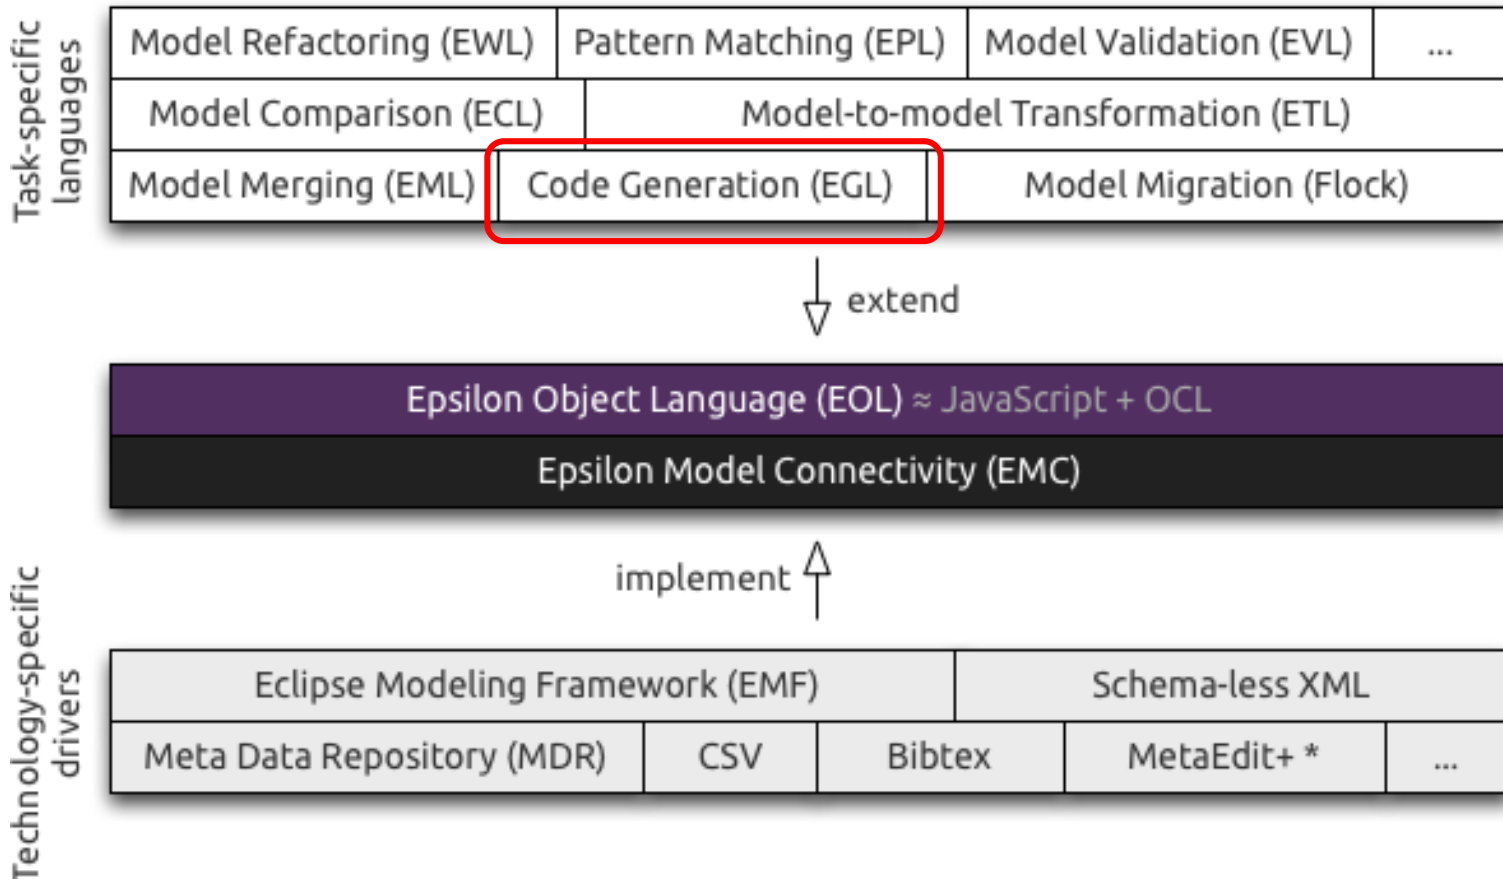 Task-specific
languages
Model Refactoring (EWL)
Pattern Matching (EPL)
Model Validation (EVL)
...
Model Comparison (ECL)
Model-to-model Transformation (ETL)
Model Merging (EML)
Code Generation (EGL)
Model Migration (Flock)
extend
Epsilon Object Language (EOL) ≈ JavaScript + OCL
Epsilon Model Connectivity (EMC)
implement
Technology-specific
drivers
Eclipse Modeling Framework (EMF)
Schema-less XML
Meta Data Repository (MDR)
CSV
Bibtex
MetaEdit+ *
...